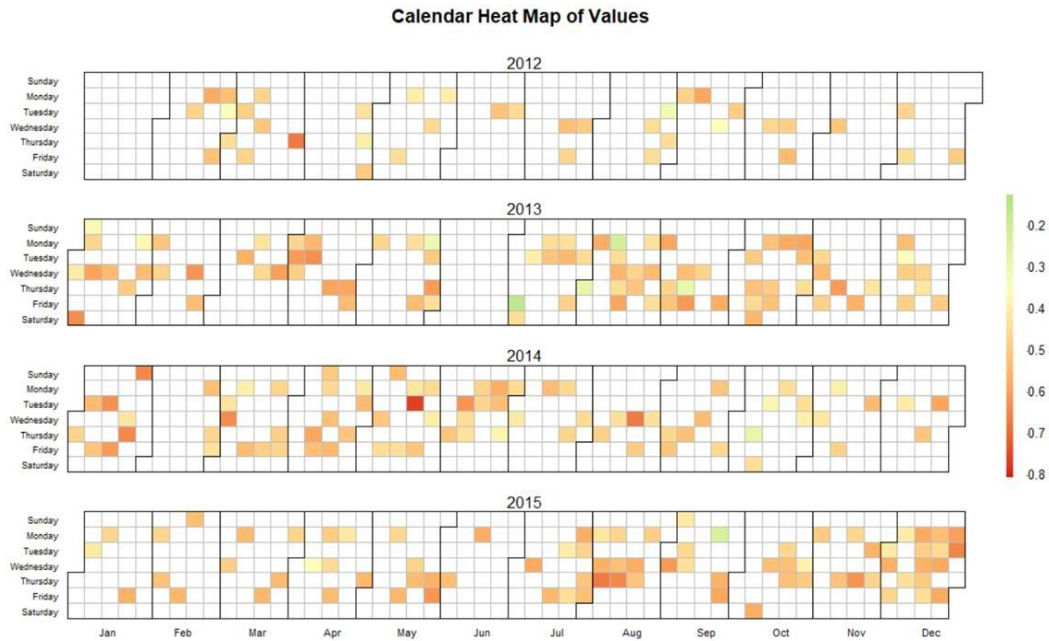 Calendar Heat Map of Values
2012
Sunday
Monday
Tuesday
Wednesday
Thursday
Friday
Saturday
2013
Sunday
Monday
Tuesday
Wednesday
Thursday
Friday
Saturday
2014
Sunday
Monday
Tuesday
Wednesday
Thursday
Friday
Saturday
2015
Sunday
Monday
Tuesday
Wednesday
Thursday
Friday
Saturday
Jan Feb Mar Apr May Jun Jul Aug Sep Oct Nov Dec
0.2
-0.3
-0.4
-0.5
-0.6
-0.7
-0.8